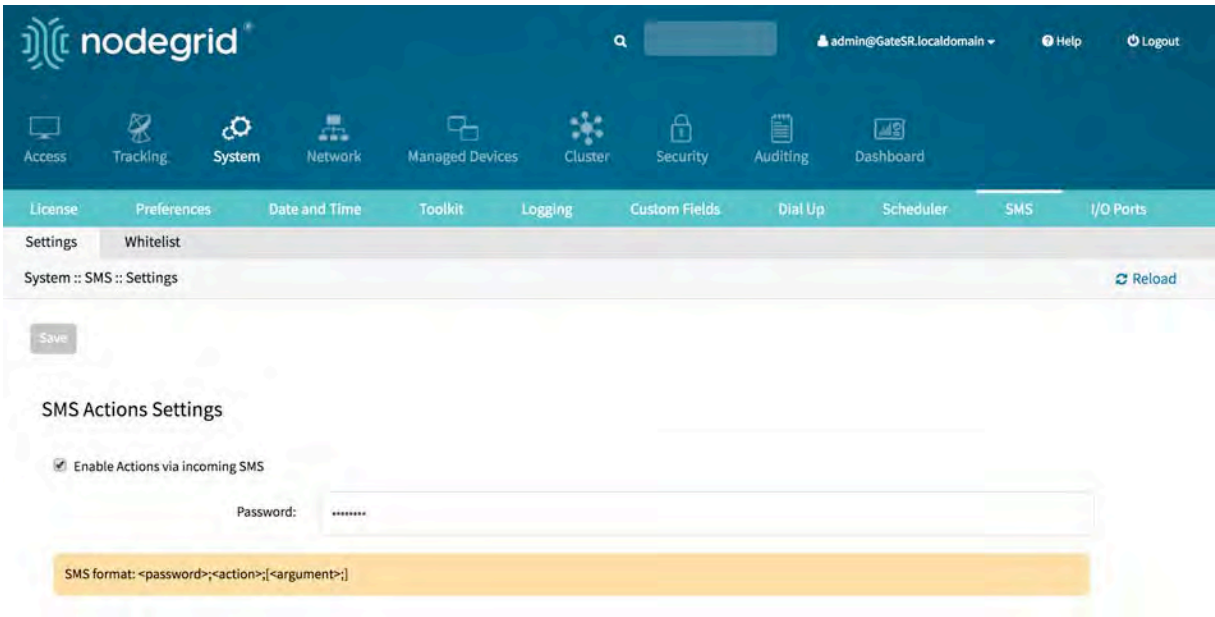 nodegrid®
admin@GateSR.localdomain
Help
Logout
Access
Tracking
System
Network
Managed Devices
Cluster
Security
Auditing
Dashboard
License
Preferences
Date and Time
Toolkit
Logging
Custom Fields
Dial Up
Scheduler
SMS
I/O Ports
Settings
Whitelist
System :: SMS :: Settings
Reload
Save
SMS Actions Settings
Enable Actions via incoming SMS
Password: ••••••••
SMS format: <password>;<action>;[<argument>;]